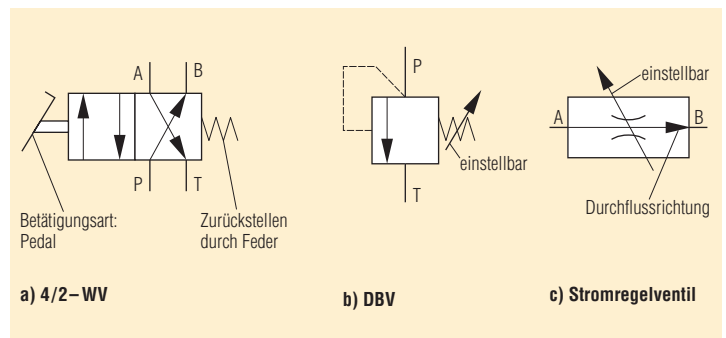 A
B
P
T
Betätigungsart:
Pedal
Zurückstellen
durch Feder
a) 4/2–WV
P
einstellbar
T
b) DBV
einstellbar
A
B
Durchflussrichtung
c) Stromregelventil